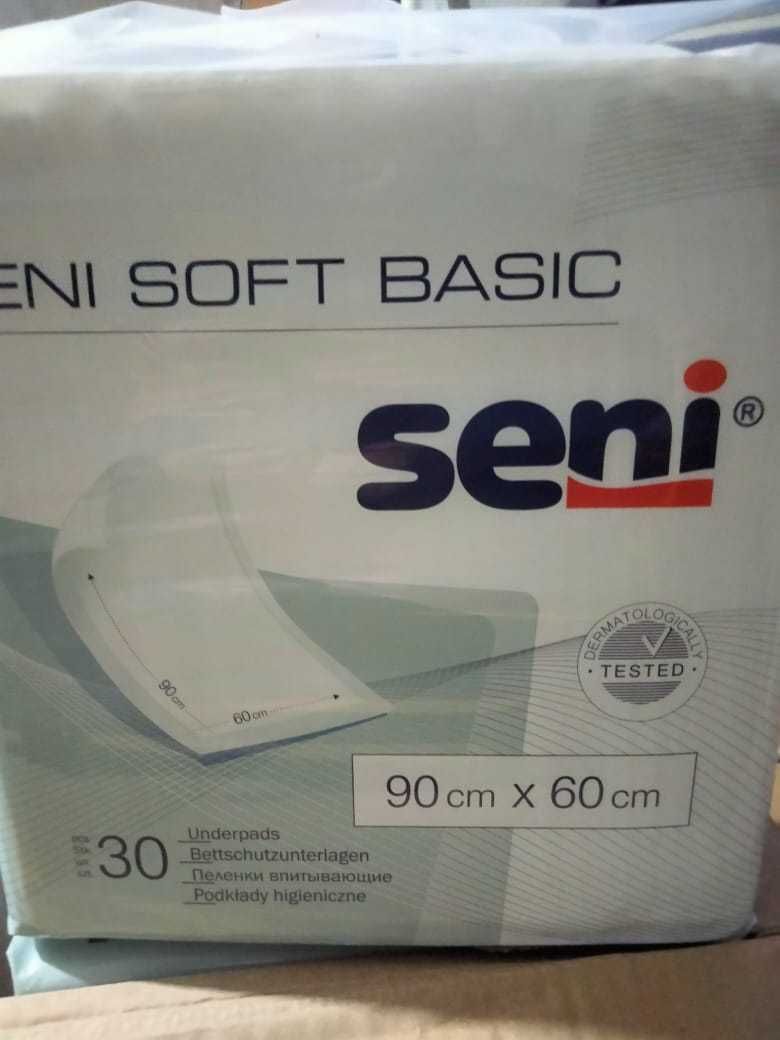 ENI SOFT BASIC
seni®
90 cm
60 cm
DERMATOLOGICALLY
· TESTED ·
90 cm x 60 cm
30
Underpads
Bettschutzunterlagen
Пеленки впитывающие
Podkłady higieniczne